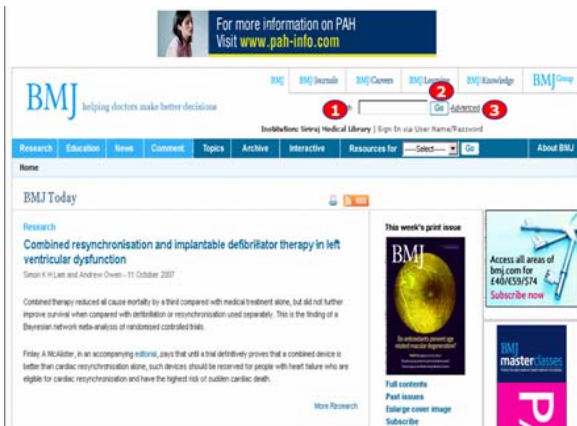 For more information on PAH
Visit www.pah-info.com
BMJ BMJ Journals BMJ Careers BMJ Learning BMJ Knowledge BMJ Group
BMJ helping doctors make better decisions
1 2 Go Advanced 3
Institution: Siriraj Medical Library | Sign In via User Name/Password
Research Education News Comment Topics Archive Interactive Resources for ----Select---- Go About BMJ
Home
BMJ Today
RSS
Research
Combined resynchronisation and implantable defibrillator therapy in left
ventricular dysfunction
Simon K H Lam and Andrew Owen - 11 October 2007
Combined therapy reduced all cause mortality by a third compared with medical treatment alone, but did not further
improve survival when compared with defibrillation or resynchronisation used separately. This is the finding of a
Bayesian network meta-analysis of randomised controlled trials.
Finlay A McAlister, in an accompanying editorial, says that until a trial definitively proves that a combined device is
better than cardiac resynchronisation alone, such devices should be reserved for people with heart failure who are
eligible for cardiac resynchronisation and have the highest risk of sudden cardiac death.
More Research
This week's print issue
BMJ
Do antioxidants prevent age
related macular degeneration?
Full contents
Past issues
Enlarge cover image
Subscribe
Access all areas of
bmj.com for
£40/€59/$74
Subscribe now
BMJ
masterclasses